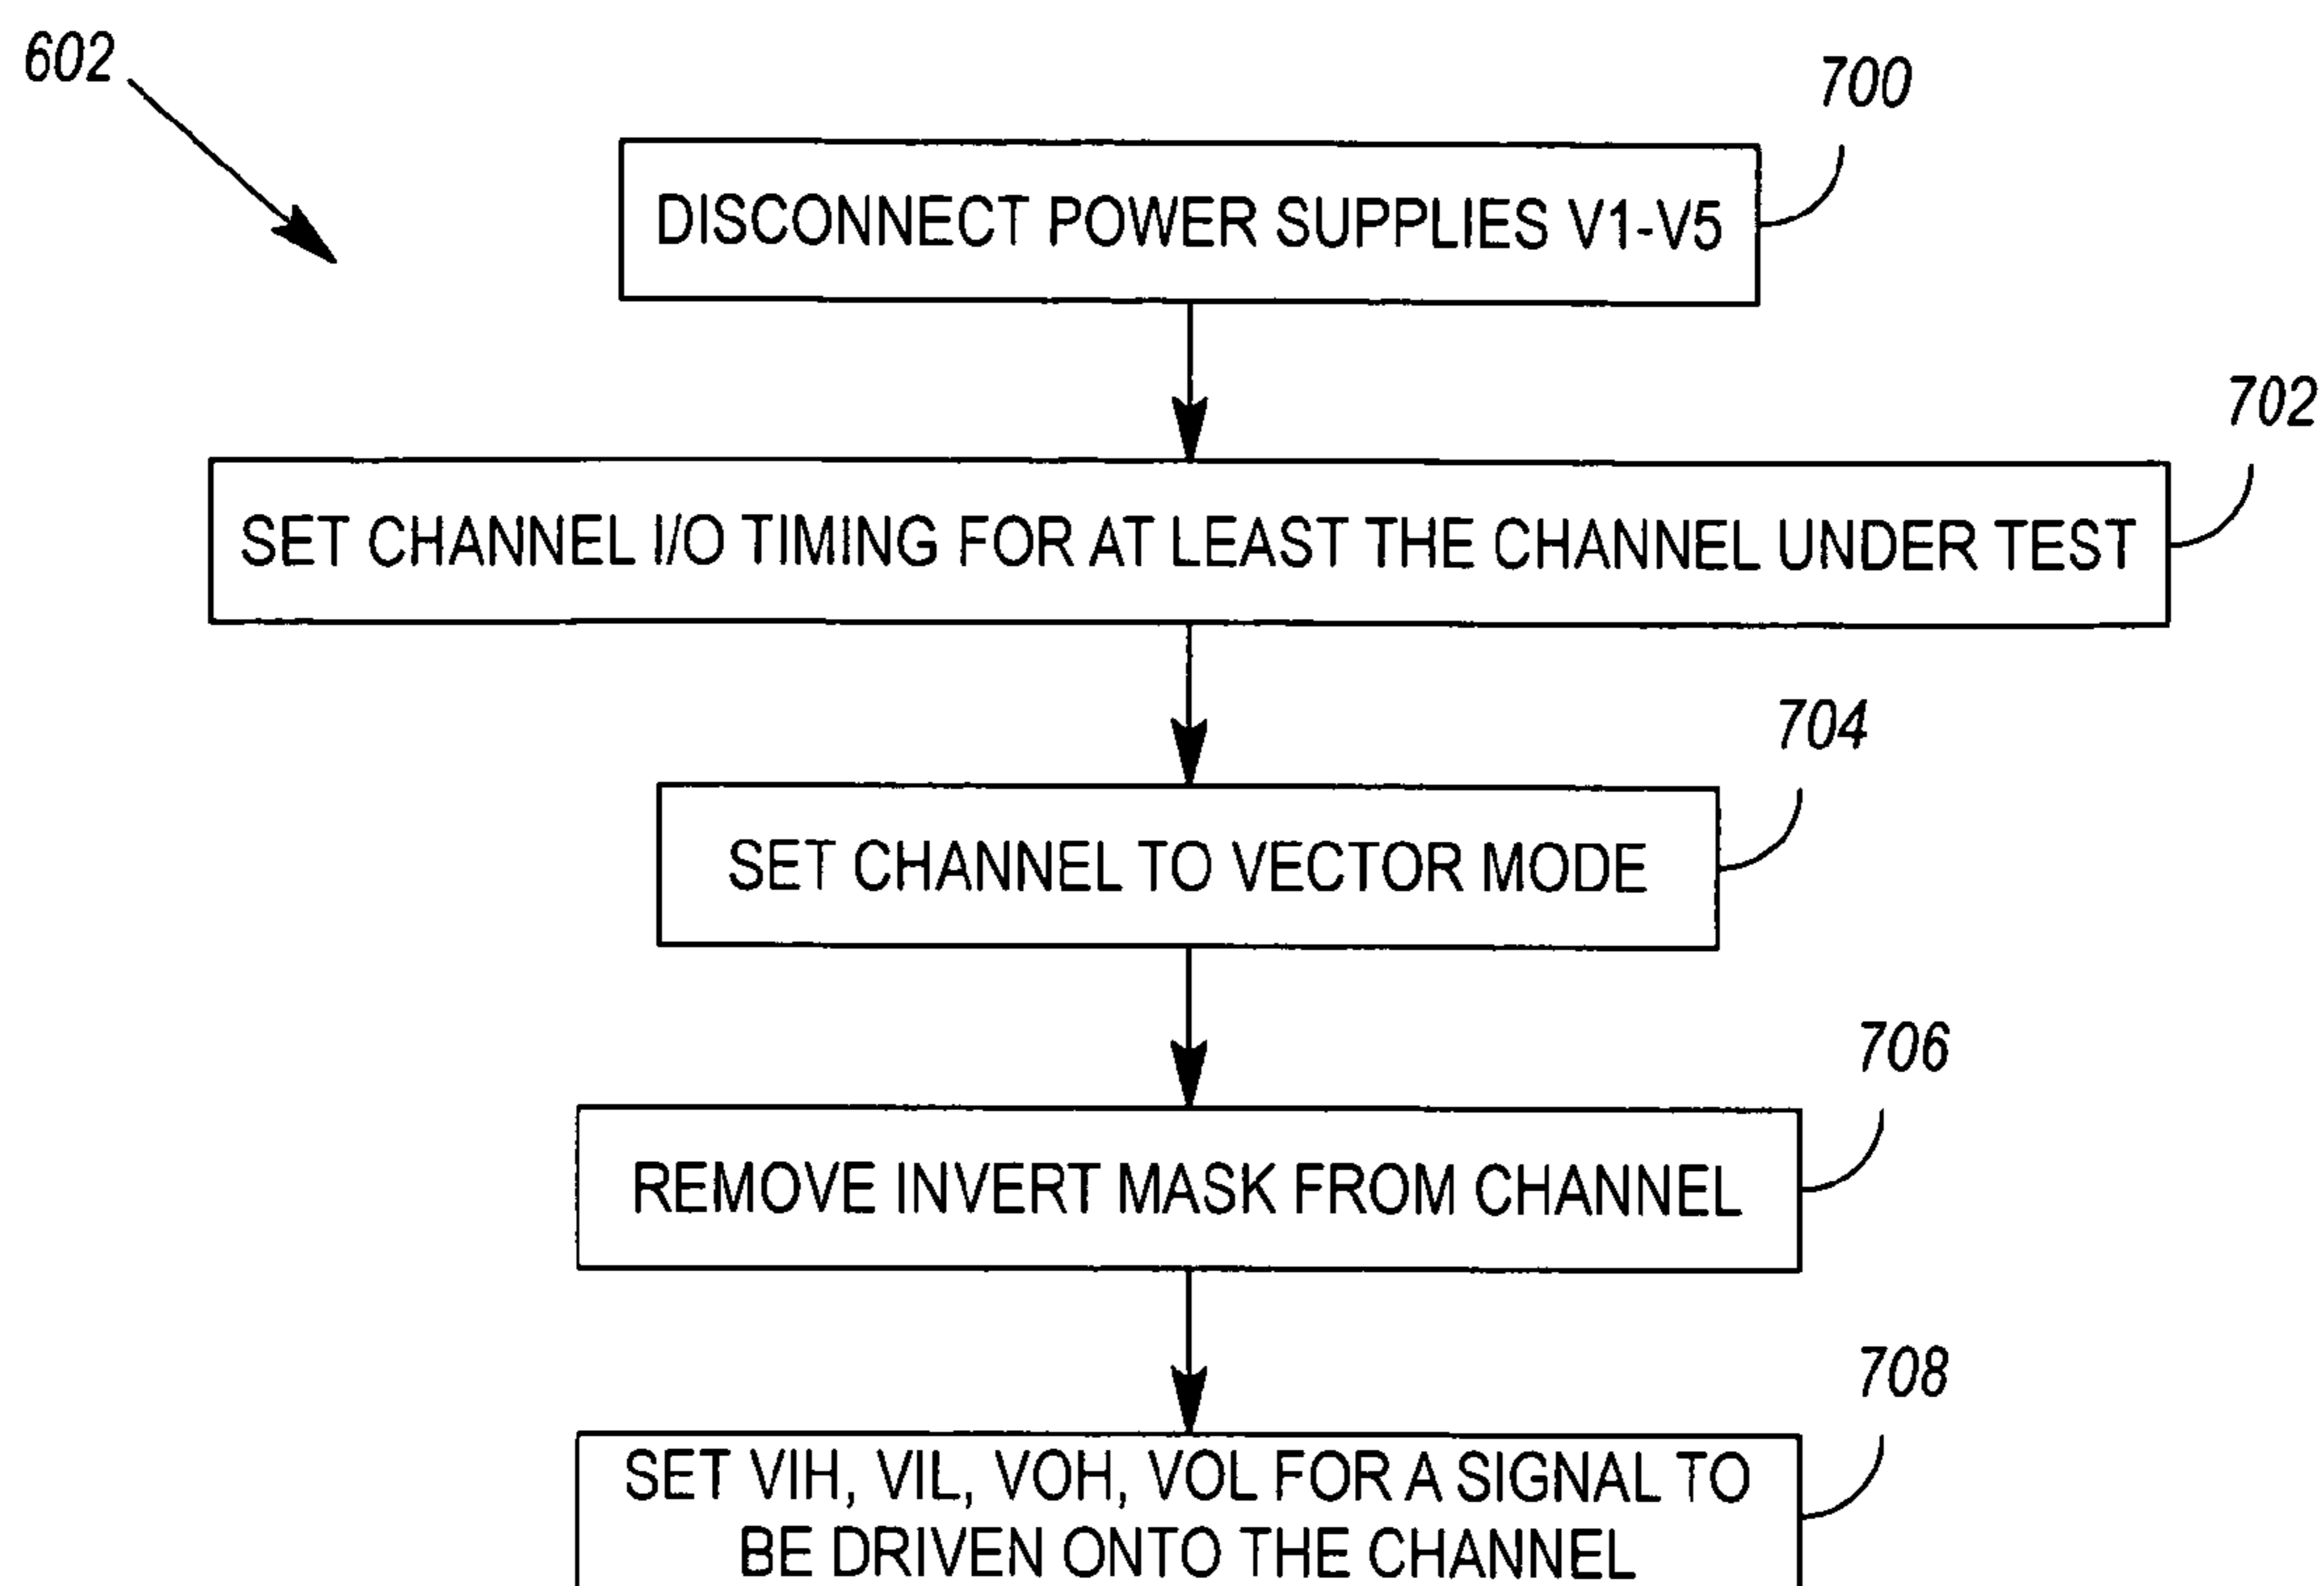 602
700
DISCONNECT POWER SUPPLIES V1-V5
702
SET CHANNEL I/O TIMING FOR AT LEAST THE CHANNEL UNDER TEST
704
SET CHANNEL TO VECTOR MODE
706
REMOVE INVERT MASK FROM CHANNEL
708
SET VIH, VIL, VOH, VOL FOR A SIGNAL TO
BE DRIVEN ONTO THE CHANNEL